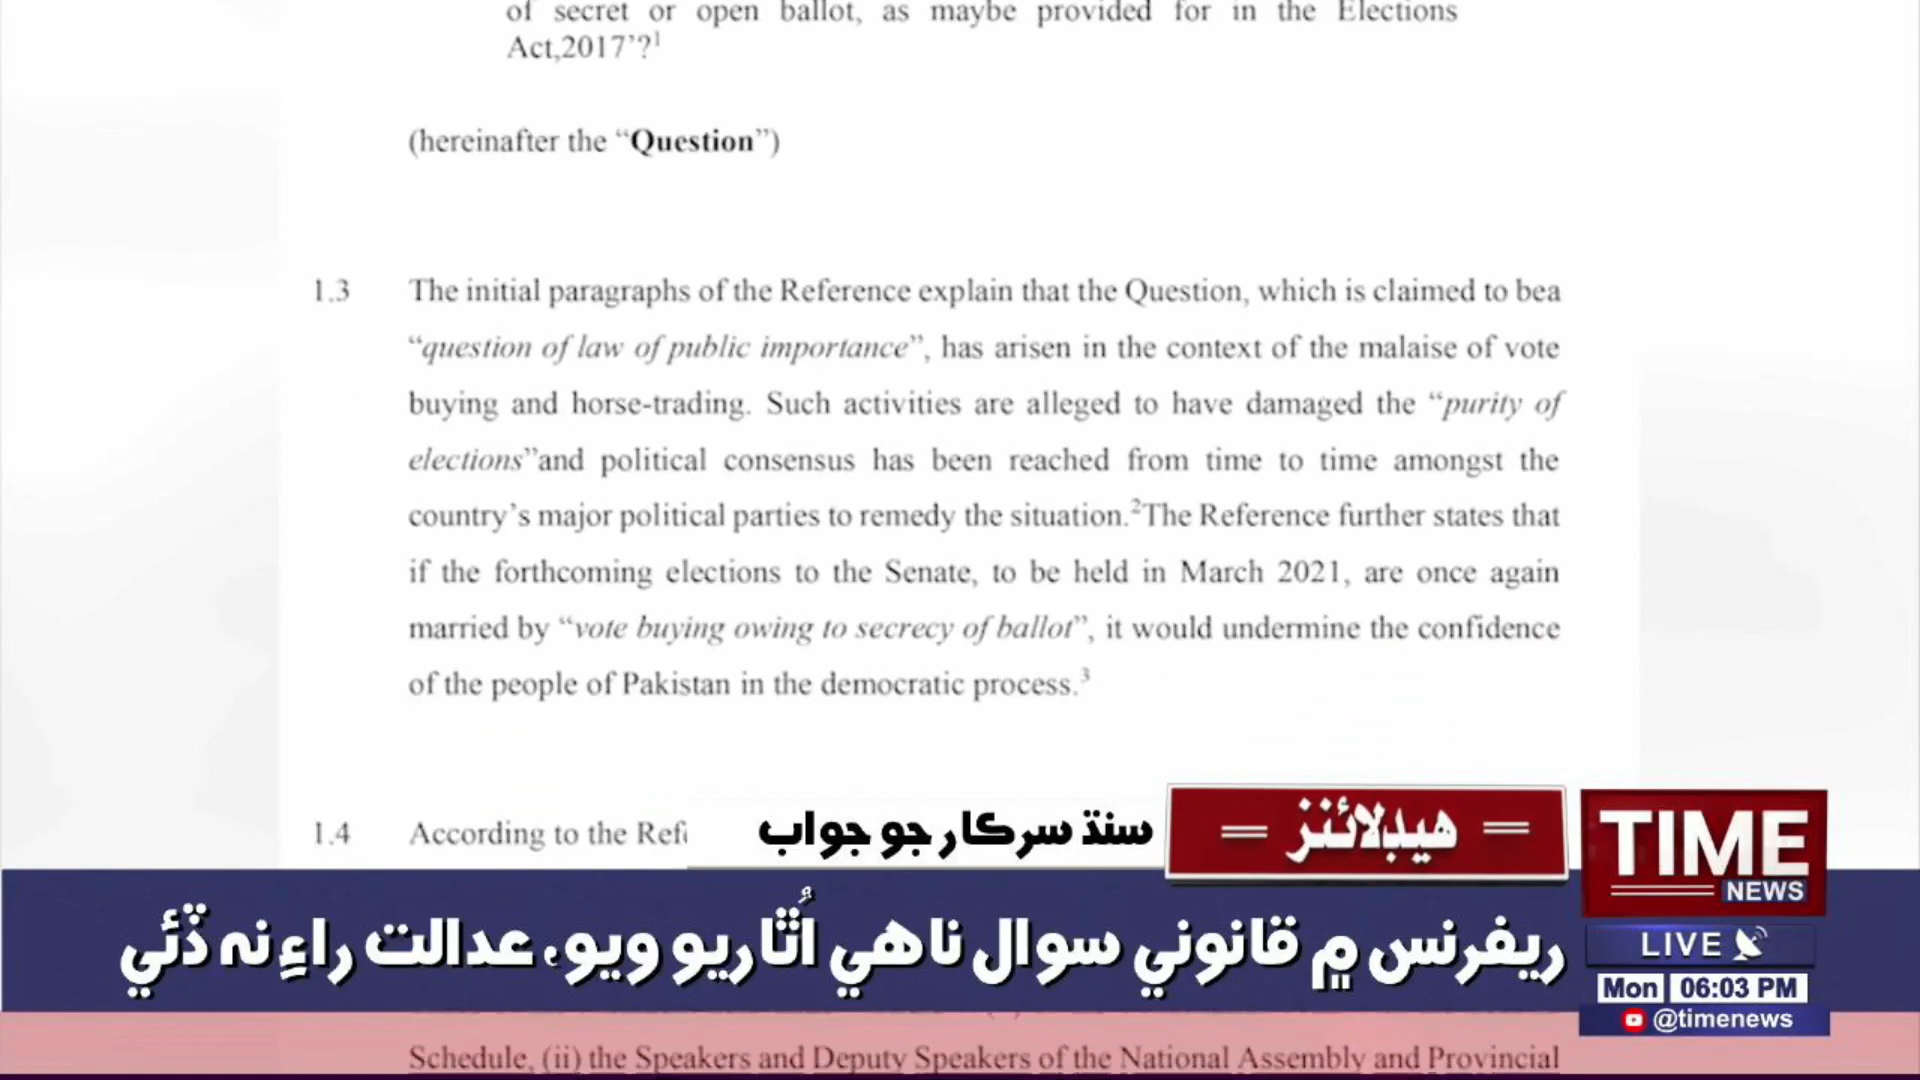 of secret or open ballot, as maybe provided for in the Elections
Act,2017’?1
(hereinafter the “Question”)
1.3 The initial paragraphs of the Reference explain that the Question, which is claimed to bea
“question of law of public importance”, has arisen in the context of the malaise of vote
buying and horse-trading. Such activities are alleged to have damaged the “purity of
elections”and political consensus has been reached from time to time amongst the
country’s major political parties to remedy the situation.2The Reference further states that
if the forthcoming elections to the Senate, to be held in March 2021, are once again
married by “vote buying owing to secrecy of ballot”, it would undermine the confidence
of the people of Pakistan in the democratic process.3
1.4 According to the Refe
هيڊلائنز
سنڌ سرڪار جو جواب
ريفرنس ۾ قانوني سوال ناهي اُٿاريو ويو، عدالت راءِ نہ ڏئي
TIME
NEWS
LIVE
Mon 06:03 PM
@timenews
Schedule, (ii) the Speakers and Deputy Speakers of the National Assembly and Provincial